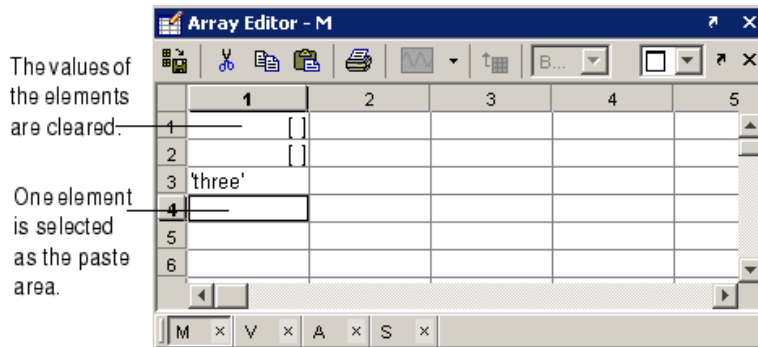 Array Editor - M
B...
The values of
the elements
are cleared.
1 2 3 4 5
1 [ ]
2 [ ]
3 'three'
4
5
6
One element
is selected
as the paste
area.
M × V × A × S ×